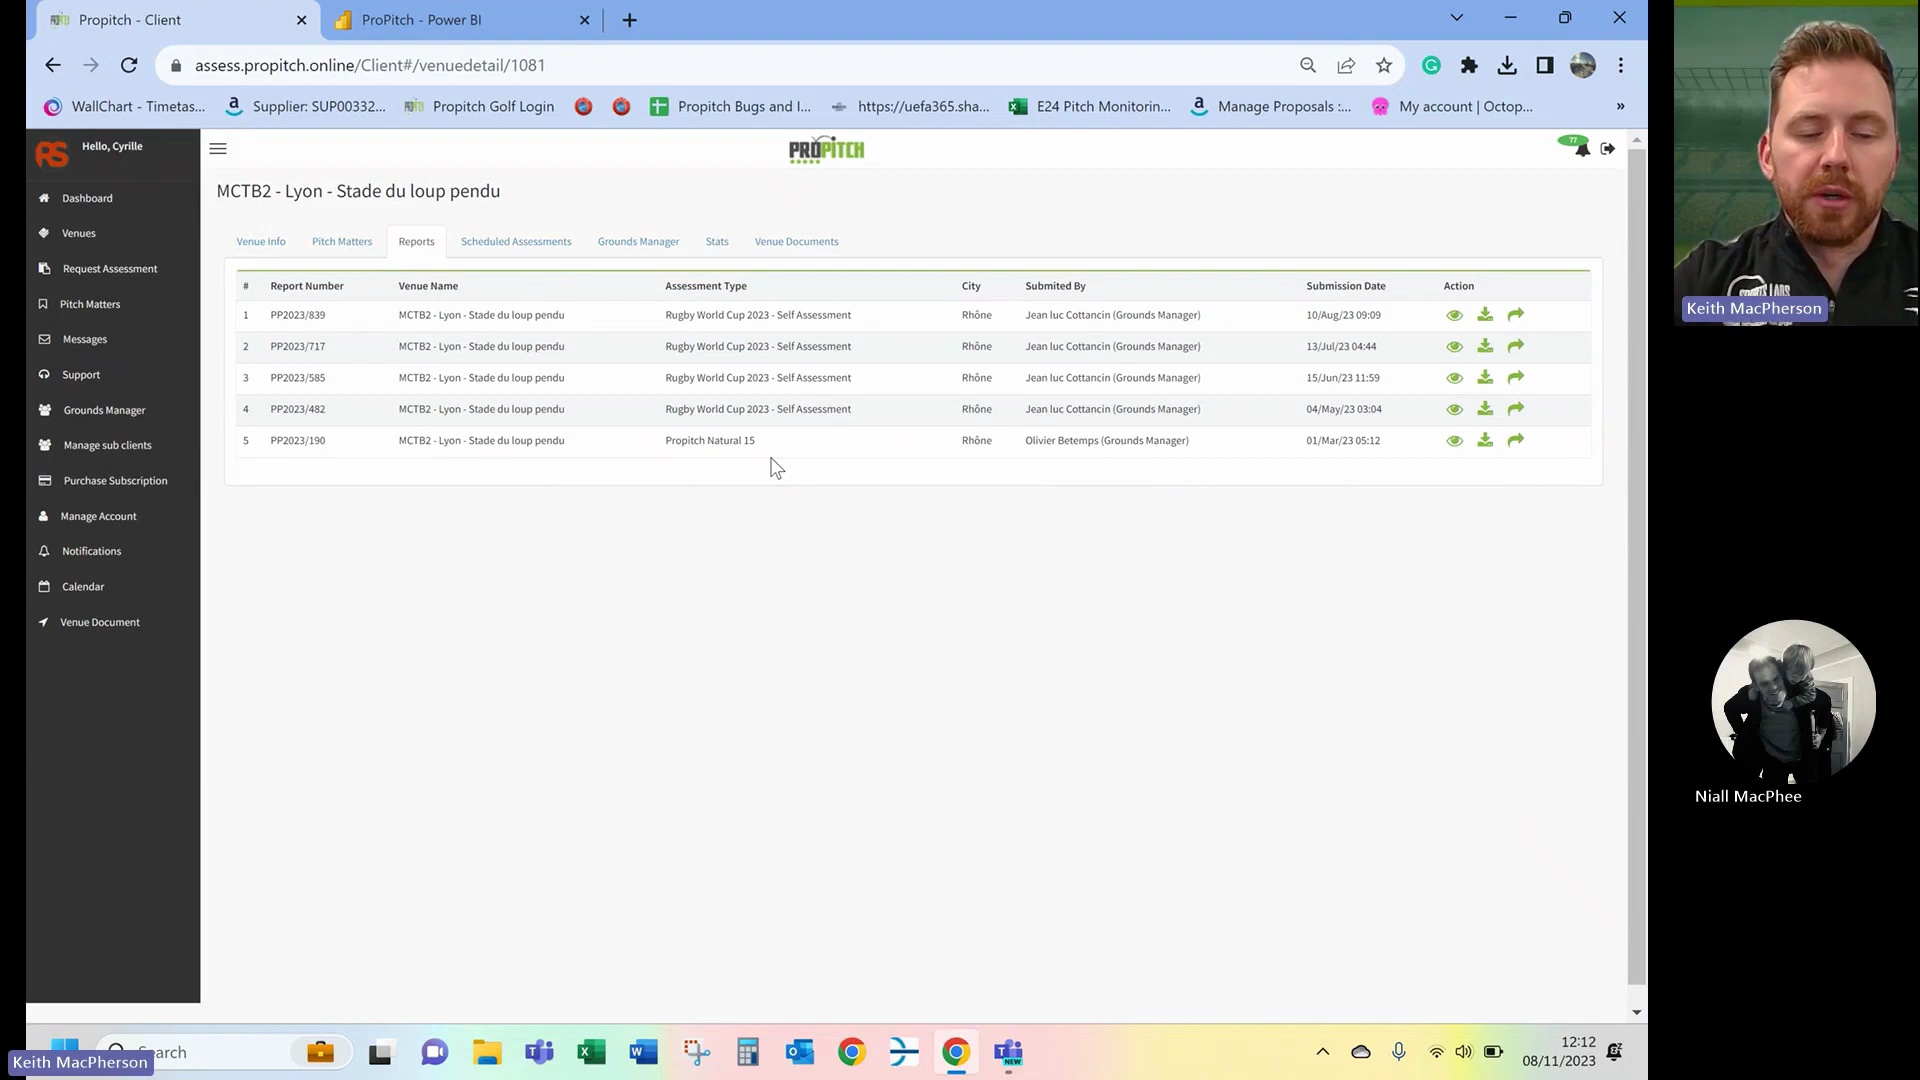 Propitch - Client
ProPitch - Power BI
assess.propitch.online/Client#/venuedetail/1081
WallChart - Timetas...
Supplier: SUP00332...
Propitch Golf Login
Propitch Bugs and I...
https://uefa365.sha...
E24 Pitch Monitorin...
Manage Proposals :...
My account | Octop...
»
RS
Hello, Cyrille
PROPITCH
77
Dashboard
Venues
Request Assessment
Pitch Matters
Messages
Support
Grounds Manager
Manage sub clients
Purchase Subscription
Manage Account
Notifications
Calendar
Venue Document
MCTB2 - Lyon - Stade du loup pendu
Venue Info Pitch Matters Reports Scheduled Assessments Grounds Manager Stats Venue Documents
# Report Number Venue Name Assessment Type City Submited By Submission Date Action
1 PP2023/839 MCTB2 - Lyon - Stade du loup pendu Rugby World Cup 2023 - Self Assessment Rhône Jean luc Cottancin (Grounds Manager) 10/Aug/23 09:09
2 PP2023/717 MCTB2 - Lyon - Stade du loup pendu Rugby World Cup 2023 - Self Assessment Rhône Jean luc Cottancin (Grounds Manager) 13/Jul/23 04:44
3 PP2023/585 MCTB2 - Lyon - Stade du loup pendu Rugby World Cup 2023 - Self Assessment Rhône Jean luc Cottancin (Grounds Manager) 15/Jun/23 11:59
4 PP2023/482 MCTB2 - Lyon - Stade du loup pendu Rugby World Cup 2023 - Self Assessment Rhône Jean luc Cottancin (Grounds Manager) 04/May/23 03:04
5 PP2023/190 MCTB2 - Lyon - Stade du loup pendu Propitch Natural 15 Rhône Olivier Betemps (Grounds Manager) 01/Mar/23 05:12
Keith MacPherson
Niall MacPhee
Search
NEW
12:12
08/11/2023
Keith MacPherson